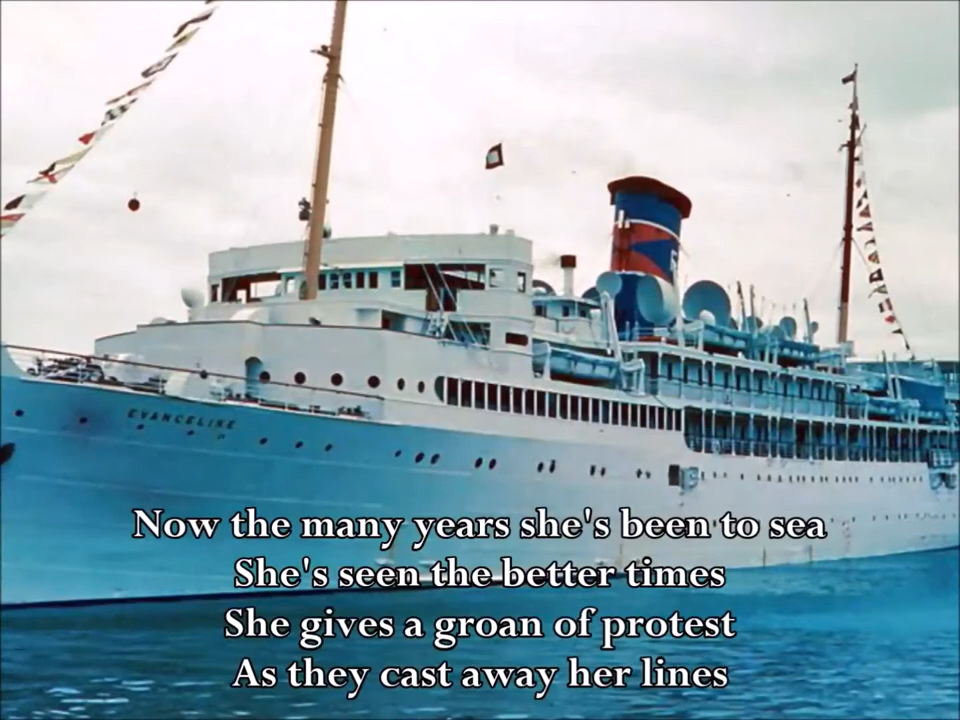 EVANGELINE
Now the many years she's been to sea
She's seen the better times
She gives a groan of protest
As they cast away her lines